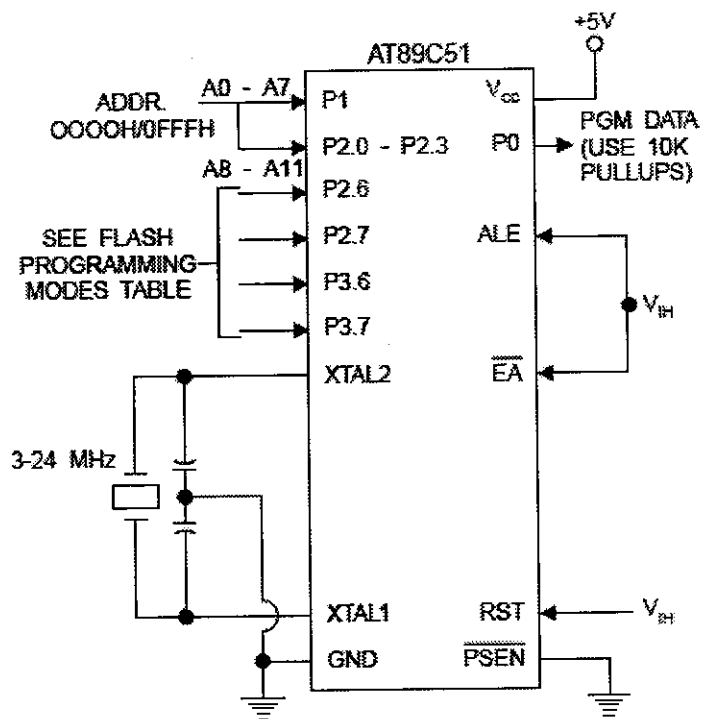 +5V
AT89C51
A0 - A7
ADDR.
OOOOH/0FFFH
P1
VCC
P2.0 - P2.3
P0
PGM DATA
(USE 10K
PULLUPS)
A8 - A11
P2.6
SEE FLASH
PROGRAMMING
MODES TABLE
P2.7
ALE
P3.6
VIH
P3.7
XTAL2
EA
3-24 MHz
XTAL1
RST
VIH
GND
PSEN